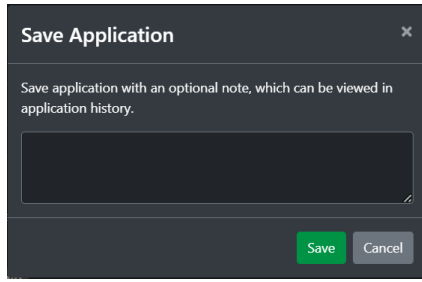 Save Application
×
Save application with an optional note, which can be viewed in
application history.
Save
Cancel